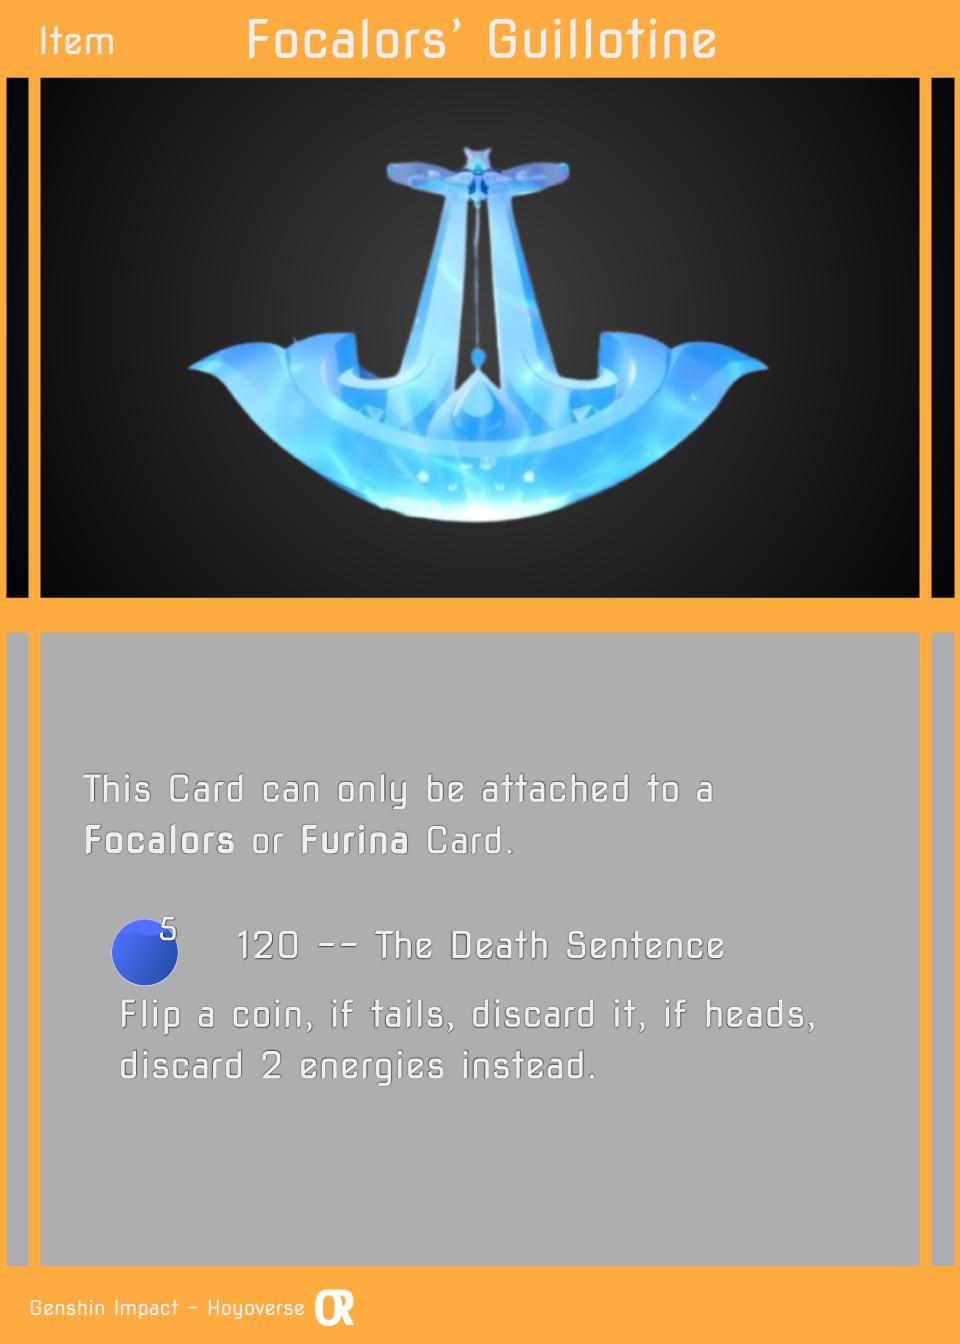 Item
Focalors’ Guillotine
This Card can only be attached to a
Focalors or Furina Card.
5
120 -- The Death Sentence
Flip a coin, if tails, discard it, if heads,
discard 2 energies instead.
Genshin Impact - Hoyoverse OR